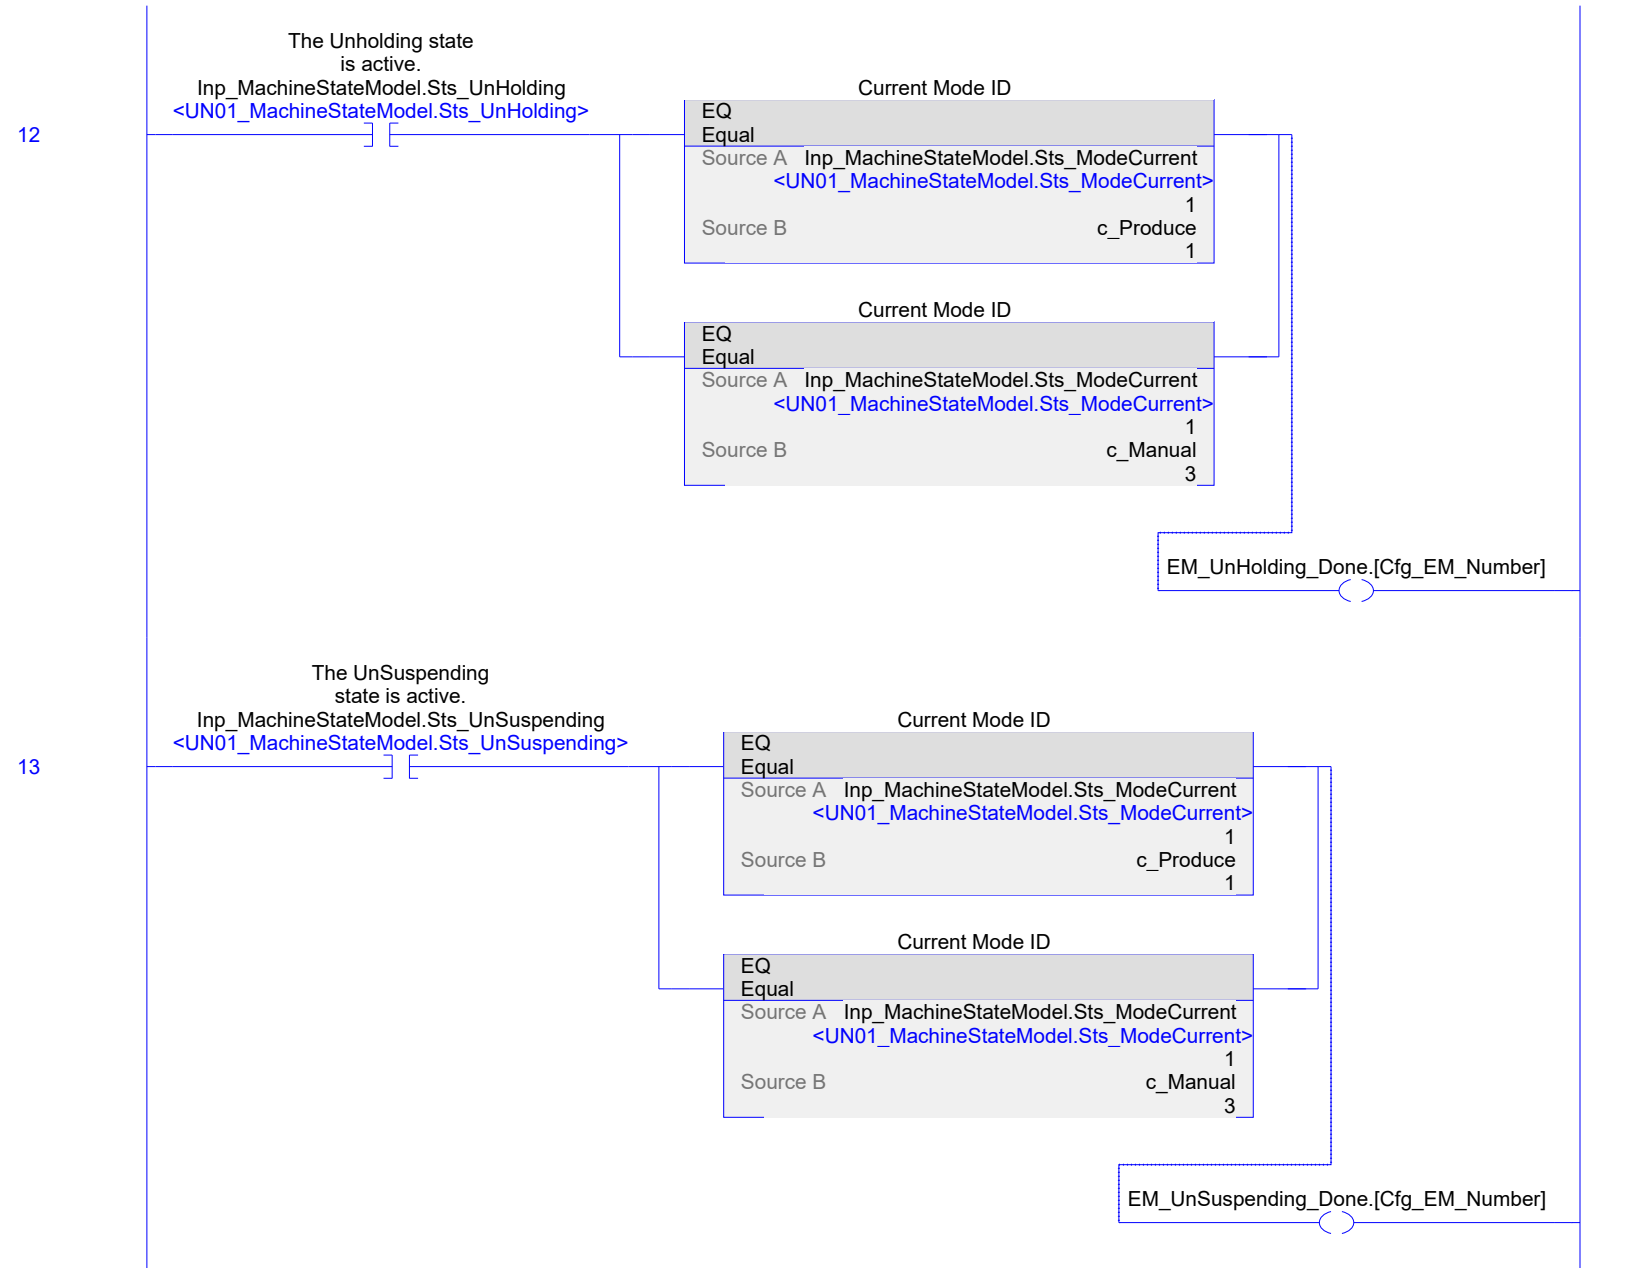 The Unholding state
is active.
Inp_MachineStateModel.Sts_UnHolding
<UN01_MachineStateModel.Sts_UnHolding>
12
Current Mode ID
EQ
Equal
Source A Inp_MachineStateModel.Sts_ModeCurrent
<UN01_MachineStateModel.Sts_ModeCurrent>
1
Source B c_Produce
1
Current Mode ID
EQ
Equal
Source A Inp_MachineStateModel.Sts_ModeCurrent
<UN01_MachineStateModel.Sts_ModeCurrent>
1
Source B c_Manual
3
EM_UnHolding_Done.[Cfg_EM_Number]
The UnSuspending
state is active.
Inp_MachineStateModel.Sts_UnSuspending
<UN01_MachineStateModel.Sts_UnSuspending>
13
Current Mode ID
EQ
Equal
Source A Inp_MachineStateModel.Sts_ModeCurrent
<UN01_MachineStateModel.Sts_ModeCurrent>
1
Source B c_Produce
1
Current Mode ID
EQ
Equal
Source A Inp_MachineStateModel.Sts_ModeCurrent
<UN01_MachineStateModel.Sts_ModeCurrent>
1
Source B c_Manual
3
EM_UnSuspending_Done.[Cfg_EM_Number]